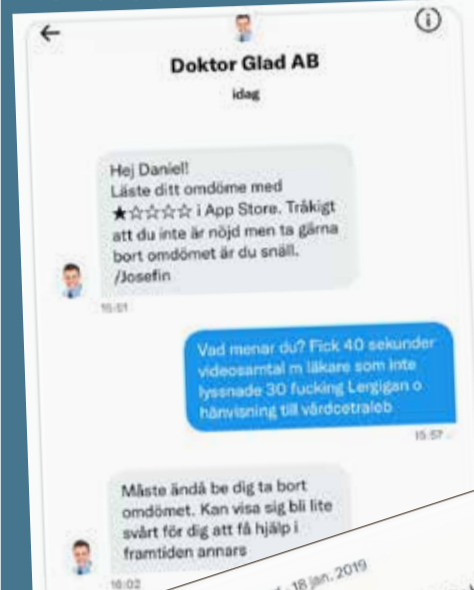 Doktor Glad AB
idag
Hej Daniel!
Läste ditt omdöme med
★☆☆☆☆ i App Store. Tråkigt
att du inte är nöjd men ta gärna
bort omdömet är du snäll.
/Josefin
15:51
Vad menar du? Fick 40 sekunder
videosamtal m läkare som inte
lyssnade 30 fucking Lergigan o
hänvisning till vårdcetraleb
15:57
Måste ändå be dig ta bort
omdömet. Kan visa sig bli lite
svårt för dig att få hjälp i
framtiden annars
16:02
18 jan. 2019